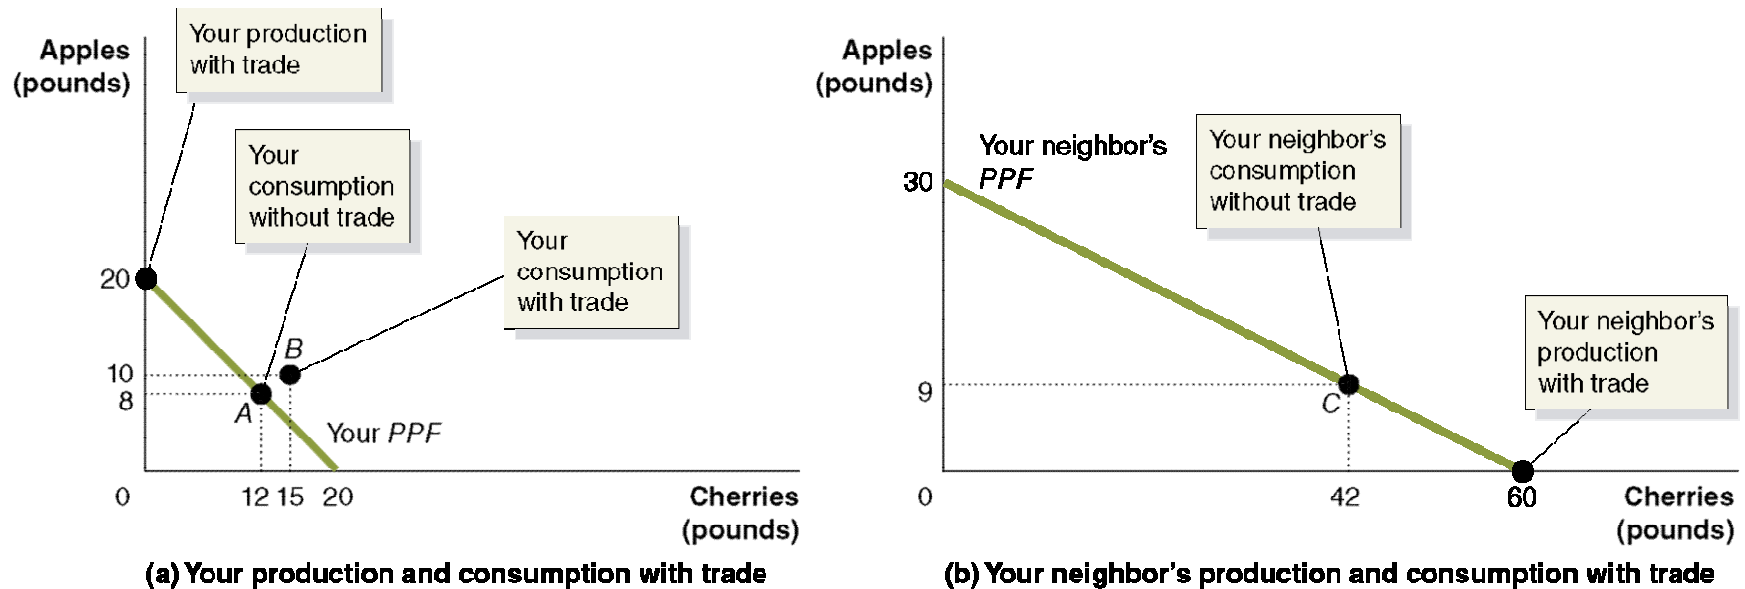 Apples
(pounds)
Your production
with trade
Your
consumption
without trade
Your
consumption
with trade
20
10
8
B
A
Your PPF
0
12
15
20
Cherries
(pounds)
(a) Your production and consumption with trade
Apples
(pounds)
Your neighbor's
PPF
Your neighbor's
consumption
without trade
Your neighbor's
production
with trade
30
9
C
0
42
60
Cherries
(pounds)
(b) Your neighbor's production and consumption with trade